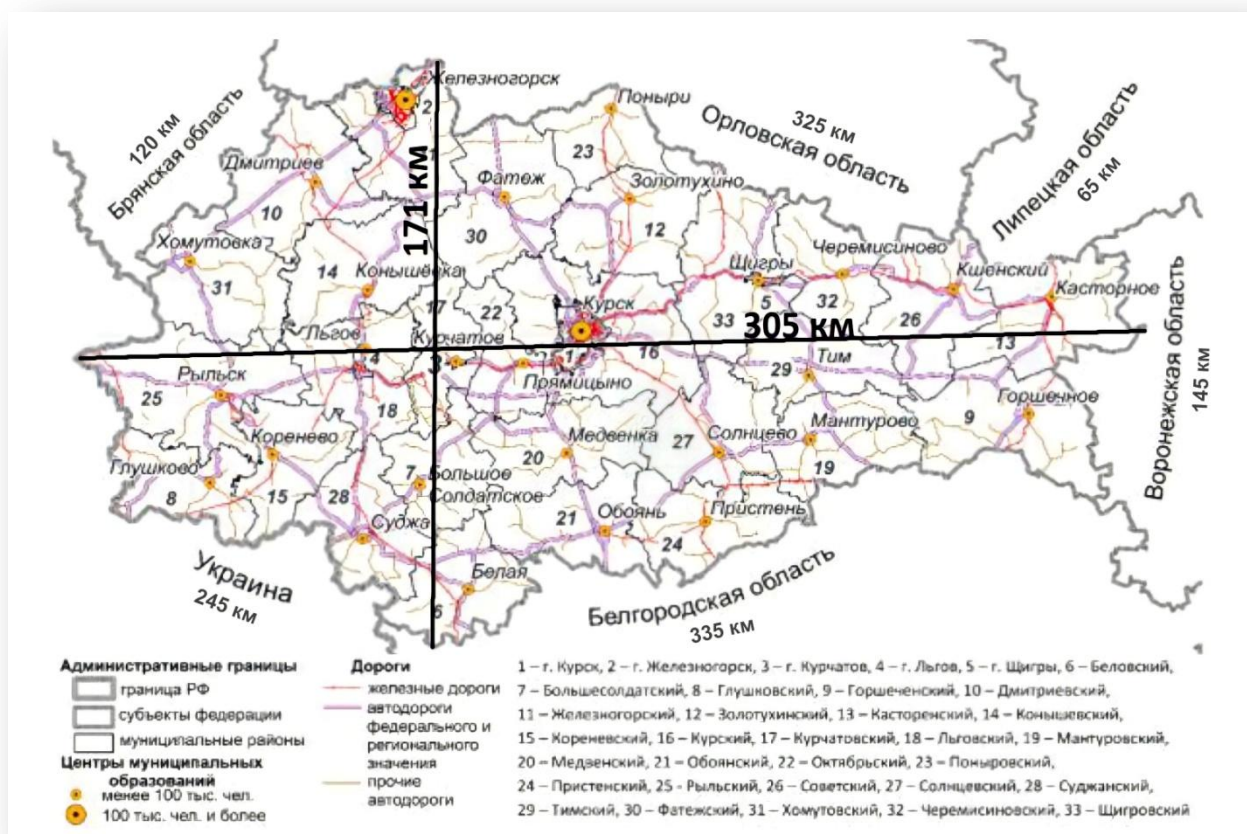 Железногорск
2
Поныри
Орловская область
325 км
Липецкая область
65 км
120 км
Брянская область
Дмитриев
10
171 км
Фатеж
23
Золотухино
12
30
Хомутовка
31
14
Конышёвка
17
22
Курск
Щигры
5
Черемисиново
32
Кшенский
26
Касторное
33
305 км
13
Воронежская область
145 км
Льгов
4
Курчатов
3
1
16
Прямицыно
Тим
29
Рыльск
25
18
Коренево
Глушково
8
15
28
7
Большое
Солдатское
Медвенка
20
27
Солнцево
Мантурово
19
Горшечное
9
Суджа
21
Обоянь
Пристень
24
Белая
6
Украина
245 км
Белгородская область
335 км
Административные границы
граница РФ
субъекты федерации
муниципальные районы
Центры муниципальных
образований
менее 100 тыс. чел.
100 тыс. чел. и более
Дороги
железные дороги
автодороги
федерального и
регионального
значения
прочие
автодороги
1 – г. Курск, 2 – г. Железногорск, 3 – г. Курчатов, 4 – г. Льгов, 5 – г. Щигры, 6 – Беловский,
7 – Большесолдатский, 8 – Глушковский, 9 – Горшеченский, 10 – Дмитриевский,
11 – Железногорский, 12 – Золотухинский, 13 – Касторенский, 14 – Конышевский,
15 – Кореневский, 16 – Курский, 17 – Курчатовский, 18 – Льговский, 19 – Мантуровский,
20 – Медвенский, 21 – Обоянский, 22 – Октябрьский, 23 – Поныровский,
24 – Пристенский, 25 - Рыльский, 26 – Советский, 27 – Солнцевский, 28 – Суджанский,
29 – Тимский, 30 – Фатежский, 31 – Хомутовский, 32 – Черемисиновский, 33 – Щигровский